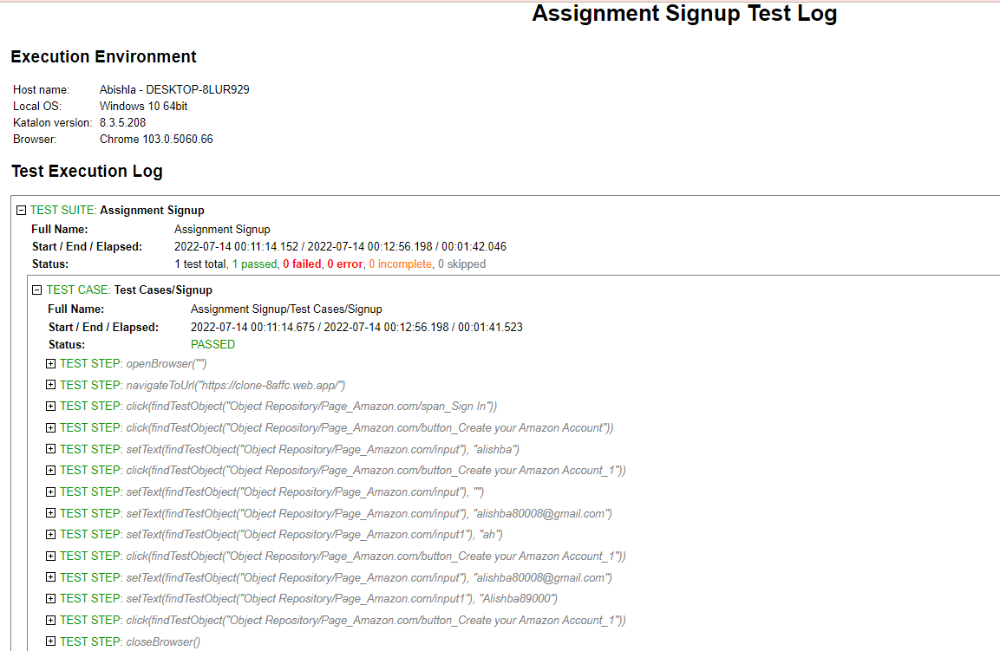 Assignment Signup Test Log
Execution Environment
Host name: Abishla - DESKTOP-8LUR929
Local OS: Windows 10 64bit
Katalon version: 8.3.5.208
Browser: Chrome 103.0.5060.66
Test Execution Log
TEST SUITE: Assignment Signup
Full Name: Assignment Signup
Start / End / Elapsed: 2022-07-14 00:11:14.152 / 2022-07-14 00:12:56.198 / 00:01:42.046
Status: 1 test total, 1 passed, 0 failed, 0 error, 0 incomplete, 0 skipped
TEST CASE: Test Cases/Signup
Full Name: Assignment Signup/Test Cases/Signup
Start / End / Elapsed: 2022-07-14 00:11:14.675 / 2022-07-14 00:12:56.198 / 00:01:41.523
Status: PASSED
TEST STEP: openBrowser("")
TEST STEP: navigateToUrl("https://clone-8affc.web.app/")
TEST STEP: click(findTestObject("Object Repository/Page_Amazon.com/span_Sign In"))
TEST STEP: click(findTestObject("Object Repository/Page_Amazon.com/button_Create your Amazon Account"))
TEST STEP: setText(findTestObject("Object Repository/Page_Amazon.com/input"), "alishba")
TEST STEP: click(findTestObject("Object Repository/Page_Amazon.com/button_Create your Amazon Account_1"))
TEST STEP: setText(findTestObject("Object Repository/Page_Amazon.com/input"), "")
TEST STEP: setText(findTestObject("Object Repository/Page_Amazon.com/input"), "alishba80008@gmail.com")
TEST STEP: setText(findTestObject("Object Repository/Page_Amazon.com/input1"), "ah")
TEST STEP: click(findTestObject("Object Repository/Page_Amazon.com/button_Create your Amazon Account_1"))
TEST STEP: setText(findTestObject("Object Repository/Page_Amazon.com/input"), "alishba80008@gmail.com")
TEST STEP: setText(findTestObject("Object Repository/Page_Amazon.com/input1"), "Alishba89000")
TEST STEP: click(findTestObject("Object Repository/Page_Amazon.com/button_Create your Amazon Account_1"))
TEST STEP: closeBrowser()